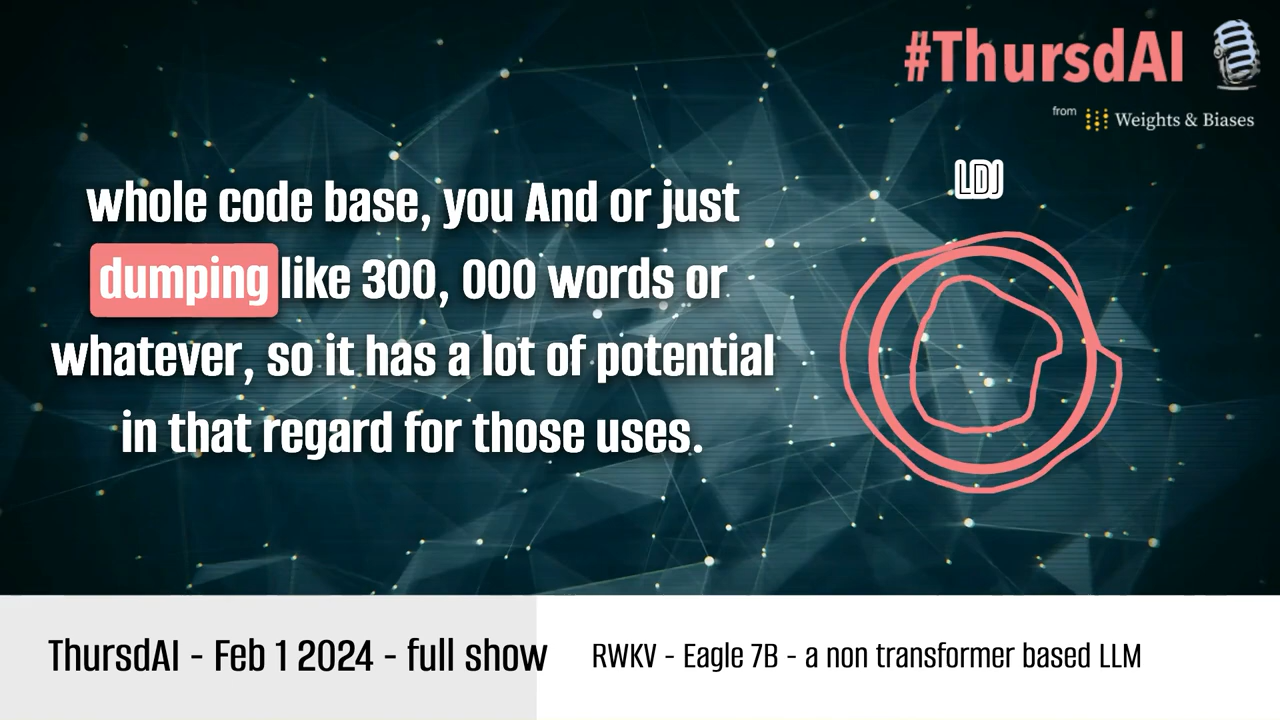 #ThursdAI
from Weights & Biases
LDJ
whole code base, you And or just
dumping like 300, 000 words or
whatever, so it has a lot of potential
in that regard for those uses.
ThursdAI - Feb 1 2024 - full show
RWKV - Eagle 7B - a non transformer based LLM